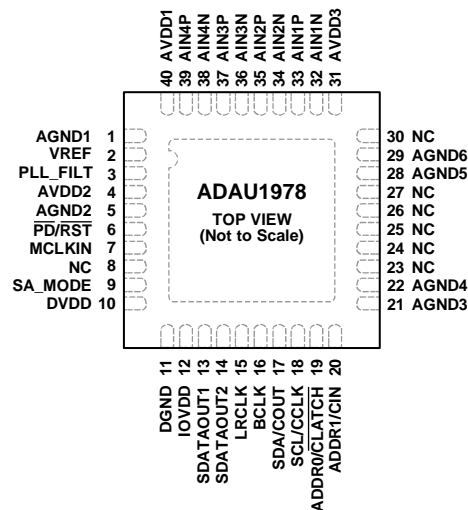 40 AVDD1
39 AIN4P
38 AIN4N
37 AIN3P
36 AIN3N
35 AIN2P
34 AIN2N
33 AIN1P
32 AIN1N
31 AVDD3
AGND1 1
VREF 2
PLL_FILT 3
AVDD2 4
AGND2 5
PD/RST 6
MCLKIN 7
NC 8
SA_MODE 9
DVDD 10
ADAU1978
TOP VIEW
(Not to Scale)
30 NC
29 AGND6
28 AGND5
27 NC
26 NC
25 NC
24 NC
23 NC
22 AGND4
21 AGND3
DGND 11
IOVDD 12
SDATAOUT1 13
SDATAOUT2 14
LRCLK 15
BCLK 16
SDA/COUT 17
SCL/CCLK 18
ADDR0/CLATCH 19
ADDR1/CIN 20